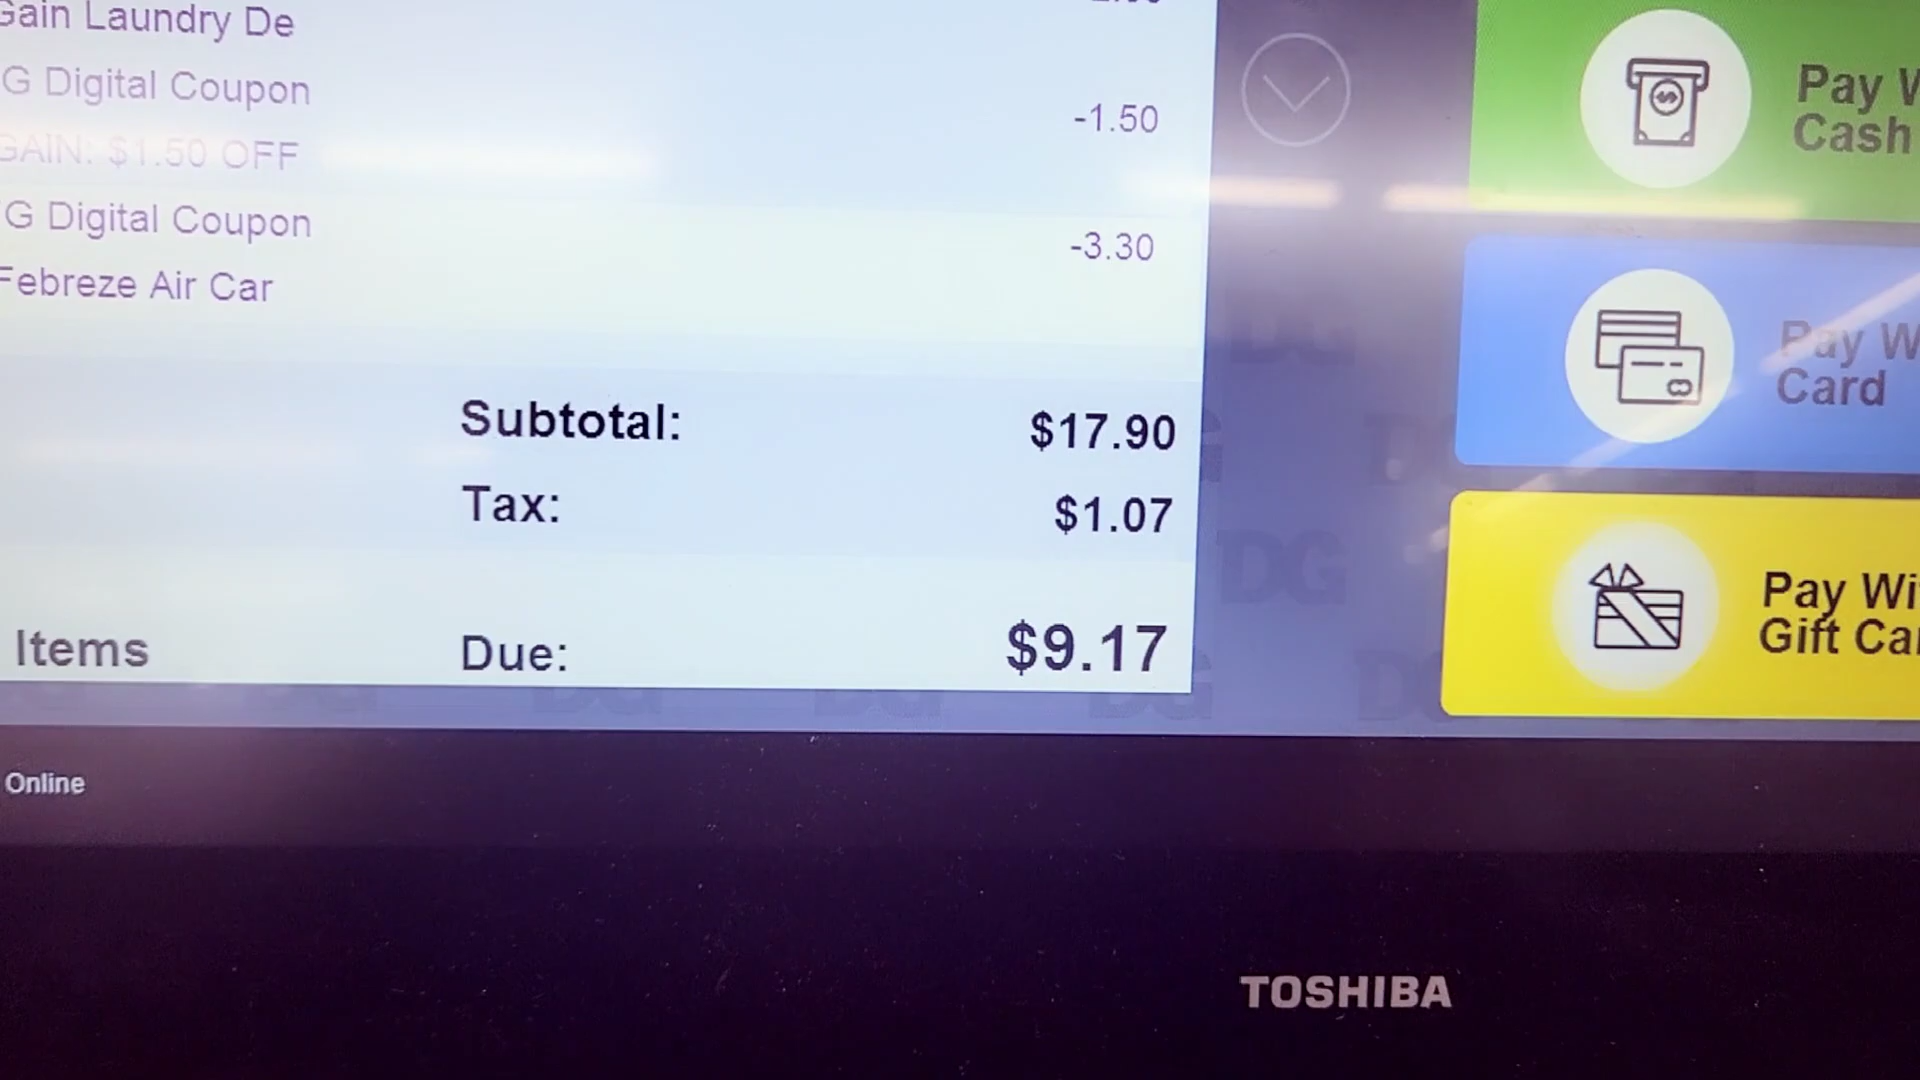 Gain Laundry De
G Digital Coupon
-1.50
GAIN: $1.50 OFF
G Digital Coupon
-3.30
Febreze Air Car
Subtotal: $17.90
Tax: $1.07
Items Due: $9.17
Online
Pay W
Cash
Pay W
Card
Pay Wi
Gift Ca
DG
TOSHIBA